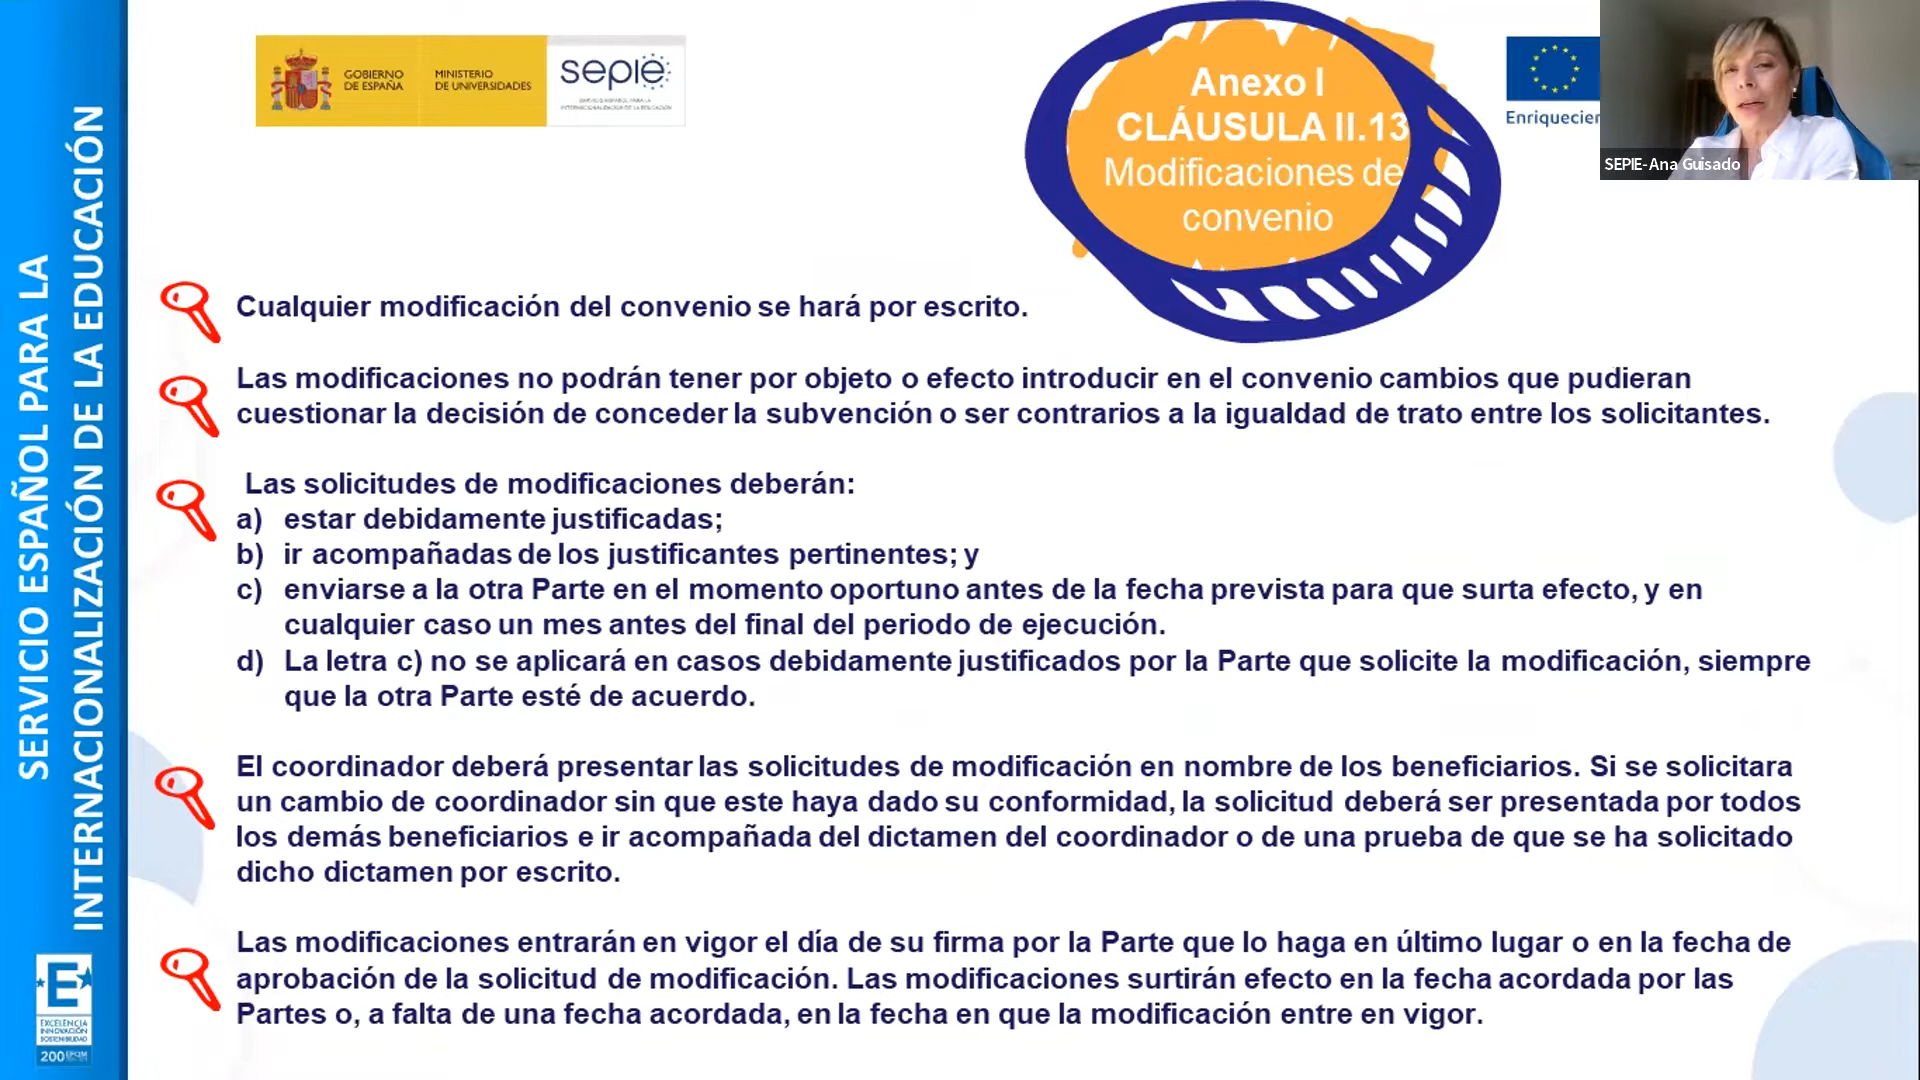 SERVICIO ESPAÑOL PARA LA
INTERNACIONALIZACIÓN DE LA EDUCACIÓN
GOBIERNO
DE ESPAÑA
MINISTERIO
DE UNIVERSIDADES
sepie
SERVICIO ESPAÑOL PARA LA
INTERNACIONALIZACIÓN DE LA EDUCACIÓN
Anexo I
CLÁUSULA II.13
Modificaciones de
convenio
Enriquecien
SEPIE-Ana Guisado
Cualquier modificación del convenio se hará por escrito.
Las modificaciones no podrán tener por objeto o efecto introducir en el convenio cambios que pudieran
cuestionar la decisión de conceder la subvención o ser contrarios a la igualdad de trato entre los solicitantes.
Las solicitudes de modificaciones deberán:
a) estar debidamente justificadas;
b) ir acompañadas de los justificantes pertinentes; y
c) enviarse a la otra Parte en el momento oportuno antes de la fecha prevista para que surta efecto, y en
cualquier caso un mes antes del final del periodo de ejecución.
d) La letra c) no se aplicará en casos debidamente justificados por la Parte que solicite la modificación, siempre
que la otra Parte esté de acuerdo.
El coordinador deberá presentar las solicitudes de modificación en nombre de los beneficiarios. Si se solicitara
un cambio de coordinador sin que este haya dado su conformidad, la solicitud deberá ser presentada por todos
los demás beneficiarios e ir acompañada del dictamen del coordinador o de una prueba de que se ha solicitado
dicho dictamen por escrito.
Las modificaciones entrarán en vigor el día de su firma por la Parte que lo haga en último lugar o en la fecha de
aprobación de la solicitud de modificación. Las modificaciones surtirán efecto en la fecha acordada por las
Partes o, a falta de una fecha acordada, en la fecha en que la modificación entre en vigor.
E
EXCELENCIA
INNOVACIÓN
SOSTENIBILIDAD
200 EFQM